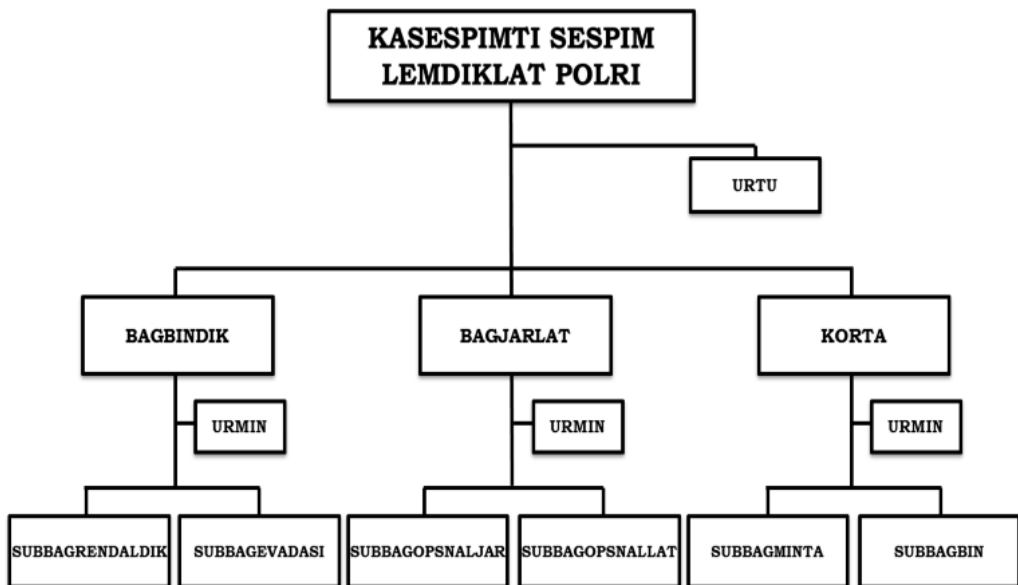 KASESPIMTI SESPIM
LEMDIKLAT POLRI
URTU
BAGBINDIK
BAGJARLAT
KORTA
URMIN
URMIN
URMIN
SUBBAGRENDALDIK
SUBBAGEVADASI
SUBBAGOPSNALJAR
SUBBAGOPSNALLAT
SUBBAGMINTA
SUBBAGBIN